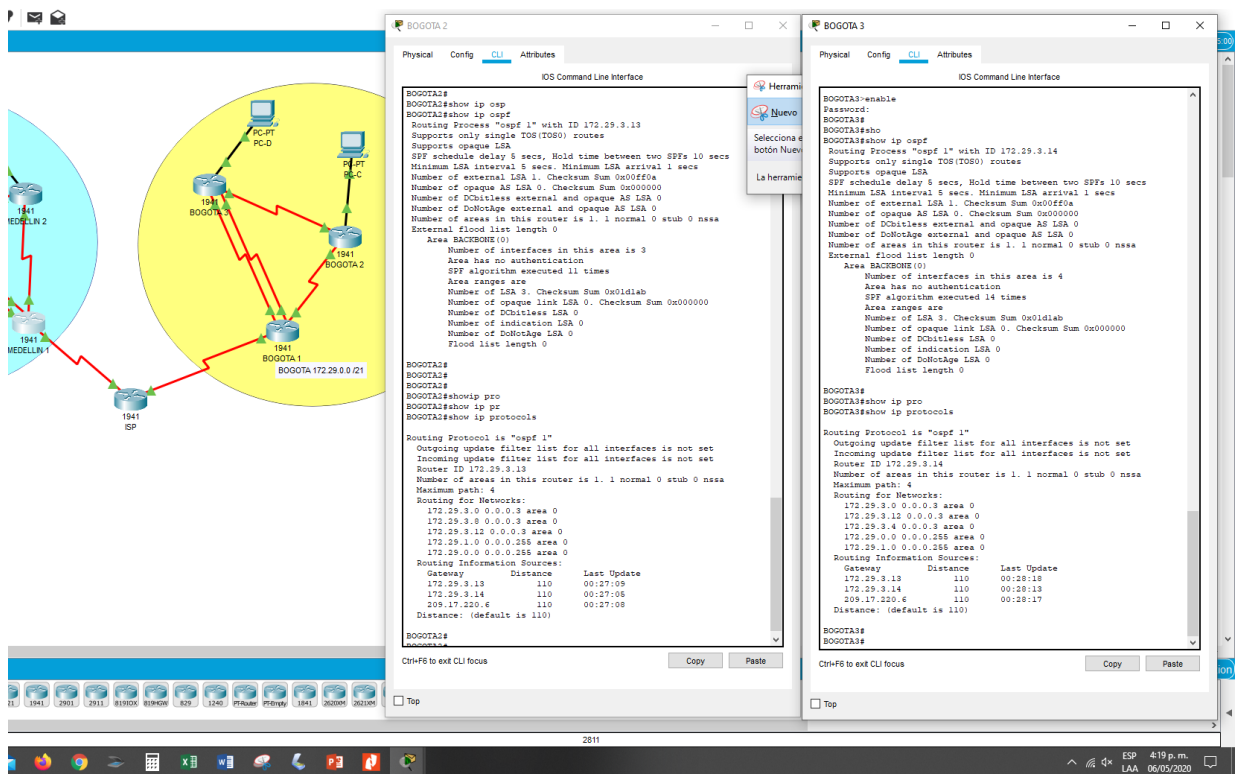 PC-PT
PC-D
PC-PT
PC-C
1941
BOGOTA 3
1941
BOGOTA 2
1941
MEDELLIN 2
1941
MEDELLIN 1
1941
BOGOTA 1
BOGOTA 172.29.0.0 /21
1941
ISP
BOGOTA 2
Physical Config CLI Attributes
IOS Command Line Interface
BOGOTA2#
BOGOTA2#show ip osp
BOGOTA2#show ip ospf
Routing Process "ospf 1" with ID 172.29.3.13
Supports only single TOS(TOS0) routes
Supports opaque LSA
SPF schedule delay 5 secs, Hold time between two SPFs 10 secs
Minimum LSA interval 5 secs. Minimum LSA arrival 1 secs
Number of external LSA 1. Checksum Sum 0x00ff0a
Number of opaque AS LSA 0. Checksum Sum 0x000000
Number of DCbitless external and opaque AS LSA 0
Number of DoNotAge external and opaque AS LSA 0
Number of areas in this router is 1. 1 normal 0 stub 0 nssa
External flood list length 0
Area BACKBONE(0)
Number of interfaces in this area is 3
Area has no authentication
SPF algorithm executed 11 times
Area ranges are
Number of LSA 3. Checksum Sum 0x01d1ab
Number of opaque link LSA 0. Checksum Sum 0x000000
Number of DCbitless LSA 0
Number of indication LSA 0
Number of DoNotAge LSA 0
Flood list length 0
BOGOTA2#
BOGOTA2#
BOGOTA2#
BOGOTA2#showip pro
BOGOTA2#show ip pr
BOGOTA2#show ip protocols
Routing Protocol is "ospf 1"
Outgoing update filter list for all interfaces is not set
Incoming update filter list for all interfaces is not set
Router ID 172.29.3.13
Number of areas in this router is 1. 1 normal 0 stub 0 nssa
Maximum path: 4
Routing for Networks:
172.29.3.0 0.0.0.3 area 0
172.29.3.8 0.0.0.3 area 0
172.29.3.12 0.0.0.3 area 0
172.29.1.0 0.0.0.255 area 0
172.29.0.0 0.0.0.255 area 0
Routing Information Sources:
Gateway Distance Last Update
172.29.3.13 110 00:27:09
172.29.3.14 110 00:27:05
209.17.220.6 110 00:27:08
Distance: (default is 110)
BOGOTA2#
Ctrl+F6 to exit CLI focus
Copy Paste
Top
Herrami
Nuevo
Selecciona e
botón Nuev
La herramie
BOGOTA 3
Physical Config CLI Attributes
IOS Command Line Interface
BOGOTA3>enable
Password:
BOGOTA3#
BOGOTA3#sho
BOGOTA3#show ip ospf
Routing Process "ospf 1" with ID 172.29.3.14
Supports only single TOS(TOS0) routes
Supports opaque LSA
SPF schedule delay 5 secs, Hold time between two SPFs 10 secs
Minimum LSA interval 5 secs. Minimum LSA arrival 1 secs
Number of external LSA 1. Checksum Sum 0x00ff0a
Number of opaque AS LSA 0. Checksum Sum 0x000000
Number of DCbitless external and opaque AS LSA 0
Number of DoNotAge external and opaque AS LSA 0
Number of areas in this router is 1. 1 normal 0 stub 0 nssa
External flood list length 0
Area BACKBONE(0)
Number of interfaces in this area is 4
Area has no authentication
SPF algorithm executed 14 times
Area ranges are
Number of LSA 3. Checksum Sum 0x01d1ab
Number of opaque link LSA 0. Checksum Sum 0x000000
Number of DCbitless LSA 0
Number of indication LSA 0
Number of DoNotAge LSA 0
Flood list length 0
BOGOTA3#
BOGOTA3#show ip pro
BOGOTA3#show ip protocols
Routing Protocol is "ospf 1"
Outgoing update filter list for all interfaces is not set
Incoming update filter list for all interfaces is not set
Router ID 172.29.3.14
Number of areas in this router is 1. 1 normal 0 stub 0 nssa
Maximum path: 4
Routing for Networks:
172.29.3.0 0.0.0.3 area 0
172.29.3.12 0.0.0.3 area 0
172.29.3.4 0.0.0.3 area 0
172.29.0.0 0.0.0.255 area 0
172.29.1.0 0.0.0.255 area 0
Routing Information Sources:
Gateway Distance Last Update
172.29.3.13 110 00:28:18
172.29.3.14 110 00:28:13
209.17.220.6 110 00:28:17
Distance: (default is 110)
BOGOTA3#
BOGOTA3#
Ctrl+F6 to exit CLI focus
Copy Paste
Top
5:00
ion
21 1941 2901 2911 819IOX 819HGW 829 1240 PT-Router PT-Empty 1841 2620XM 2621XM
2811
ESP 4:19 p. m.
LAA 06/05/2020